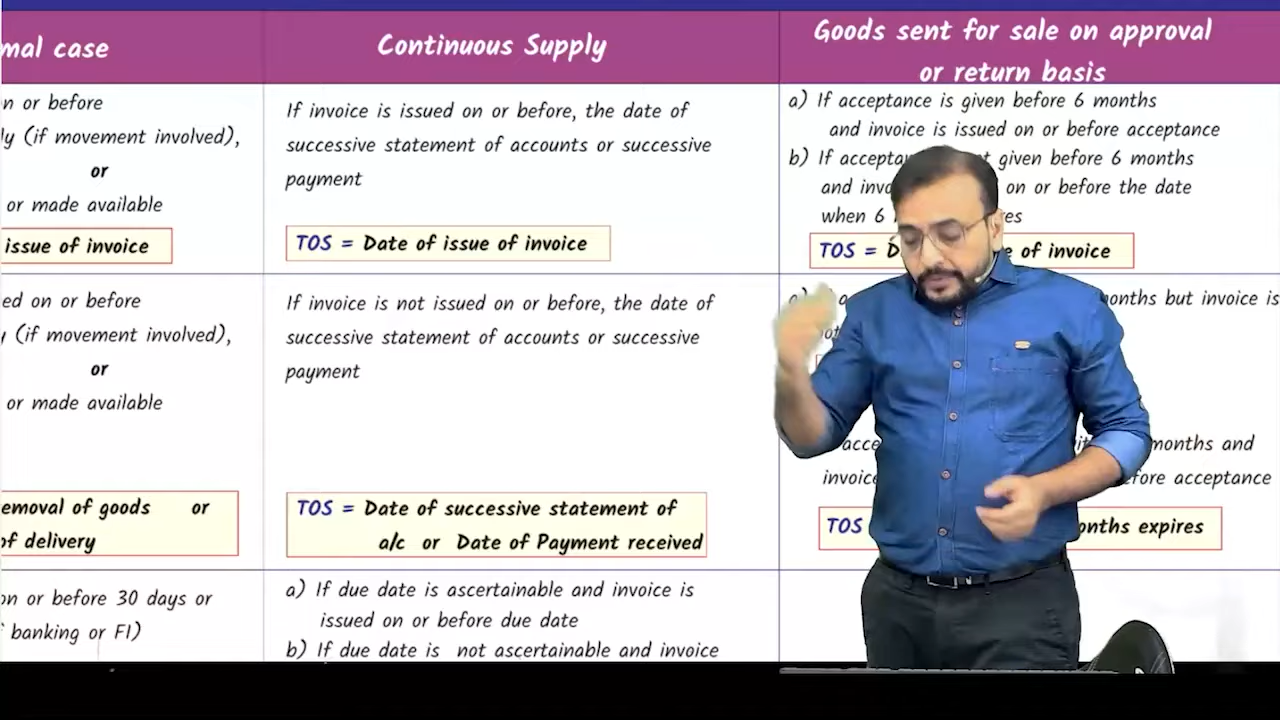 mal case
Continuous Supply
Goods sent for sale on approval
or return basis
n or before
ly (if movement involved),
or
or made available
issue of invoice
If invoice is issued on or before, the date of
successive statement of accounts or successive
payment
TOS = Date of issue of invoice
a) If acceptance is given before 6 months
and invoice is issued on or before acceptance
b) If given before 6 months
and on or before the date
when 6
TOS = of invoice
ed on or before
(if movement involved),
or
or made available
emoval of goods or
of delivery
If invoice is not issued on or before, the date of
successive statement of accounts or successive
payment
TOS = Date of successive statement of
a/c or Date of Payment received
months but invoice is
months and
invoice before acceptance
TOS months expires
on or before 30 days or
banking or FI)
a) If due date is ascertainable and invoice is
issued on or before due date
b) If due date is not ascertainable and invoice